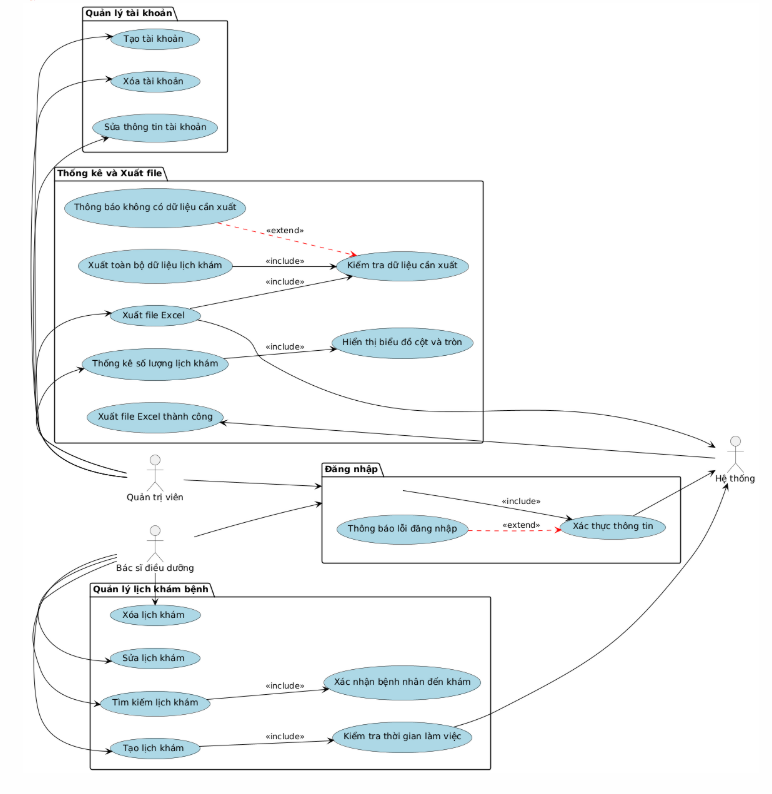 Quản lý tài khoản
Tạo tài khoản
Xóa tài khoản
Sửa thông tin tài khoản
Thống kê và Xuất file
Thông báo không có dữ liệu cần xuất
«extend»
Xuất toàn bộ dữ liệu lịch khám
«include»
Kiểm tra dữ liệu cần xuất
«include»
Xuất file Excel
Hiển thị biểu đồ cột và tròn
«include»
Thống kê số lượng lịch khám
Xuất file Excel thành công
Hệ thống
Quản trị viên
Đăng nhập
«include»
Thông báo lỗi đăng nhập
«extend»
Xác thực thông tin
Bác sĩ điều dưỡng
Quản lý lịch khám bệnh
Xóa lịch khám
Sửa lịch khám
Tìm kiếm lịch khám
«include»
Xác nhận bệnh nhân đến khám
Tạo lịch khám
«include»
Kiểm tra thời gian làm việc